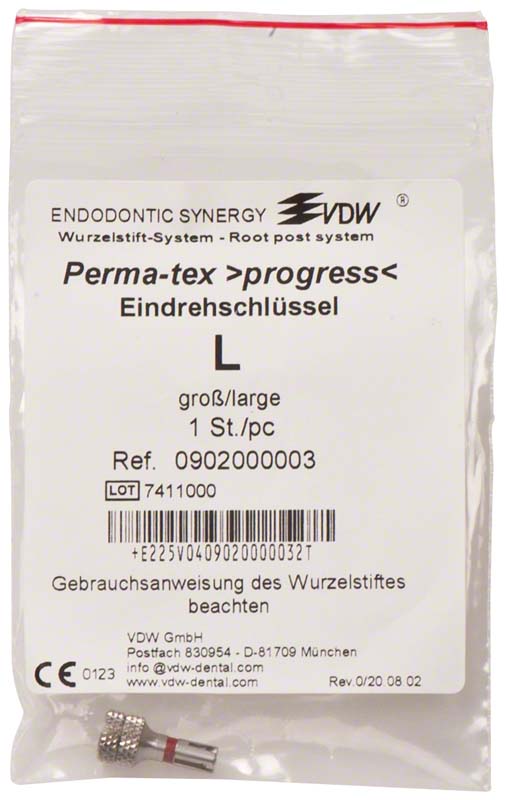 ENDODONTIC SYNERGY VDW ®
Wurzelstift-System - Root post system
Perma-tex >progress<
Eindrehschlüssel
L
groß/large
1 St./pc
Ref. 0902000003
LOT 7411000
+E225V0409020000032T
Gebrauchsanweisung des Wurzelstiftes
beachten
VDW GmbH
Postfach 830954 - D-81709 München
info @vdw-dental.com
www.vdw-dental.com
CE 0123
Rev.0/20.08.02